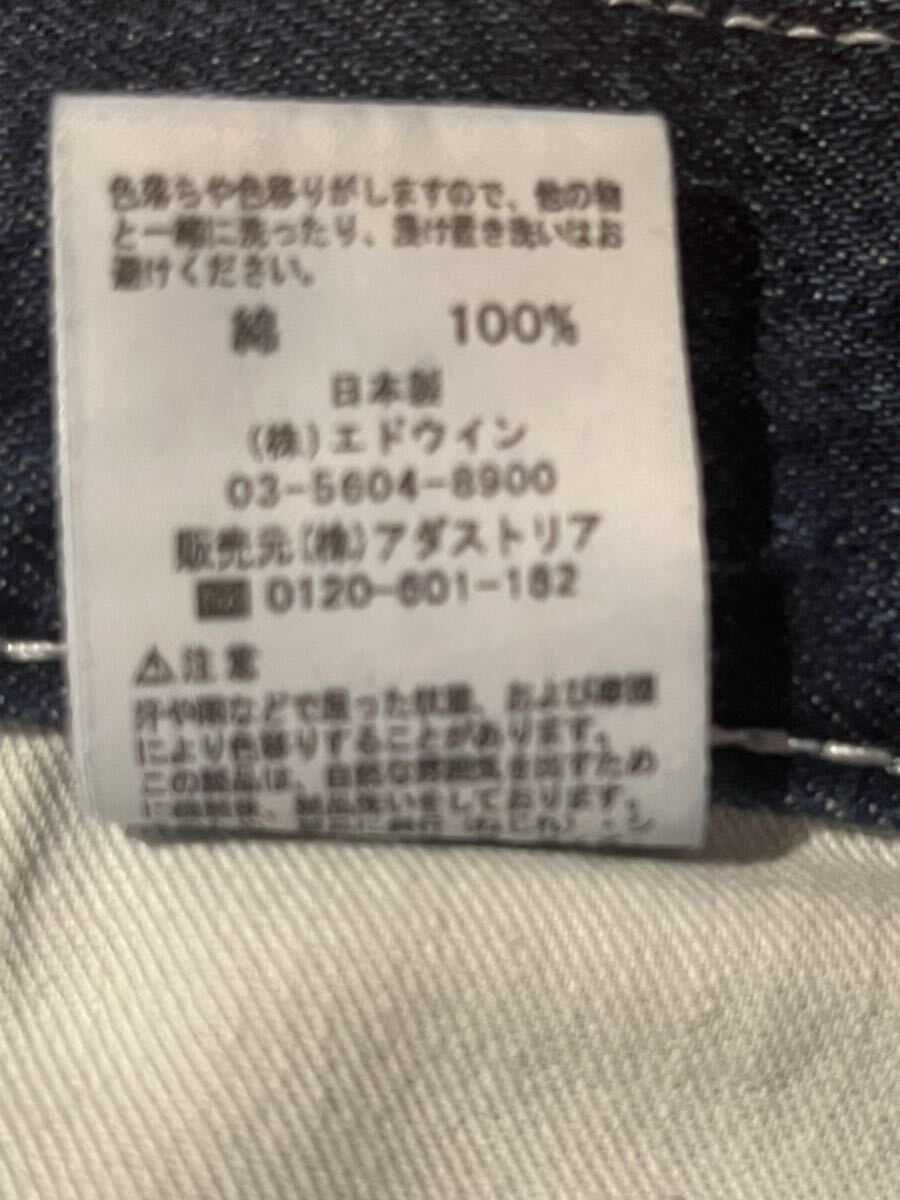 色落ちや色移りがしますので、他の物
と一緒に洗ったり、浸け置き洗いはお
避けください。
綿 100%
日本製
(株)エドウイン
03-5604-8900
販売元(株)アダストリア
0120-601-162
⚠注意
汗や雨などで湿った状態、および摩擦
により色移りすることがあります。
この製品は、自然な雰囲気を出すため
に縫製後、製品洗いをしております。